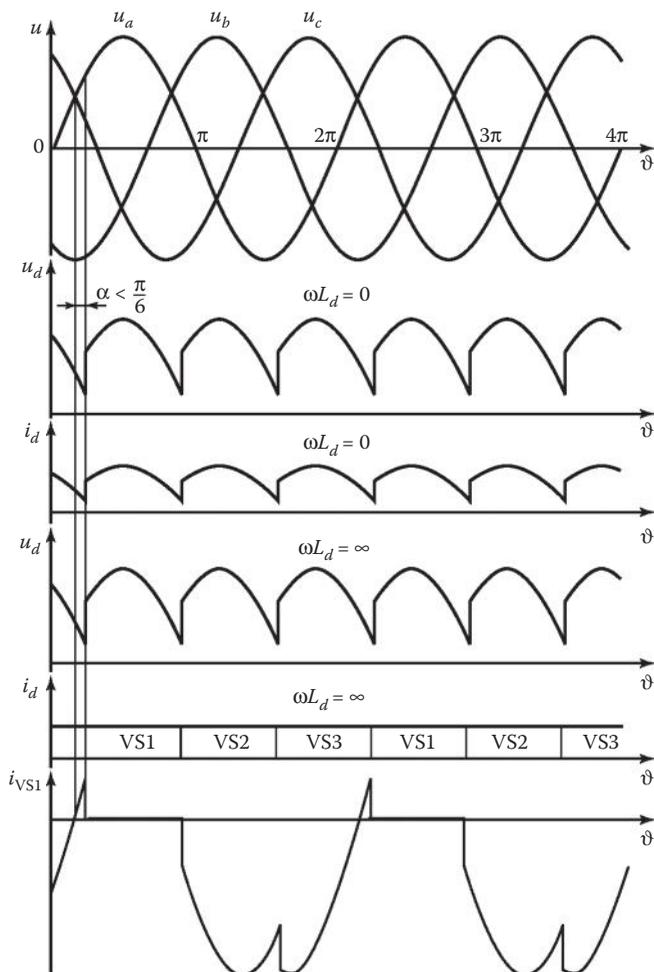 u u_a u_b u_c
0 π 2π 3π 4π
ϑ
u_d
α < π/6 ωL_d = 0
ϑ
i_d
ωL_d = 0
ϑ
u_d
ωL_d = ∞
ϑ
i_d
ωL_d = ∞
VS1 VS2 VS3 VS1 VS2 VS3
ϑ
i_VS1
ϑ